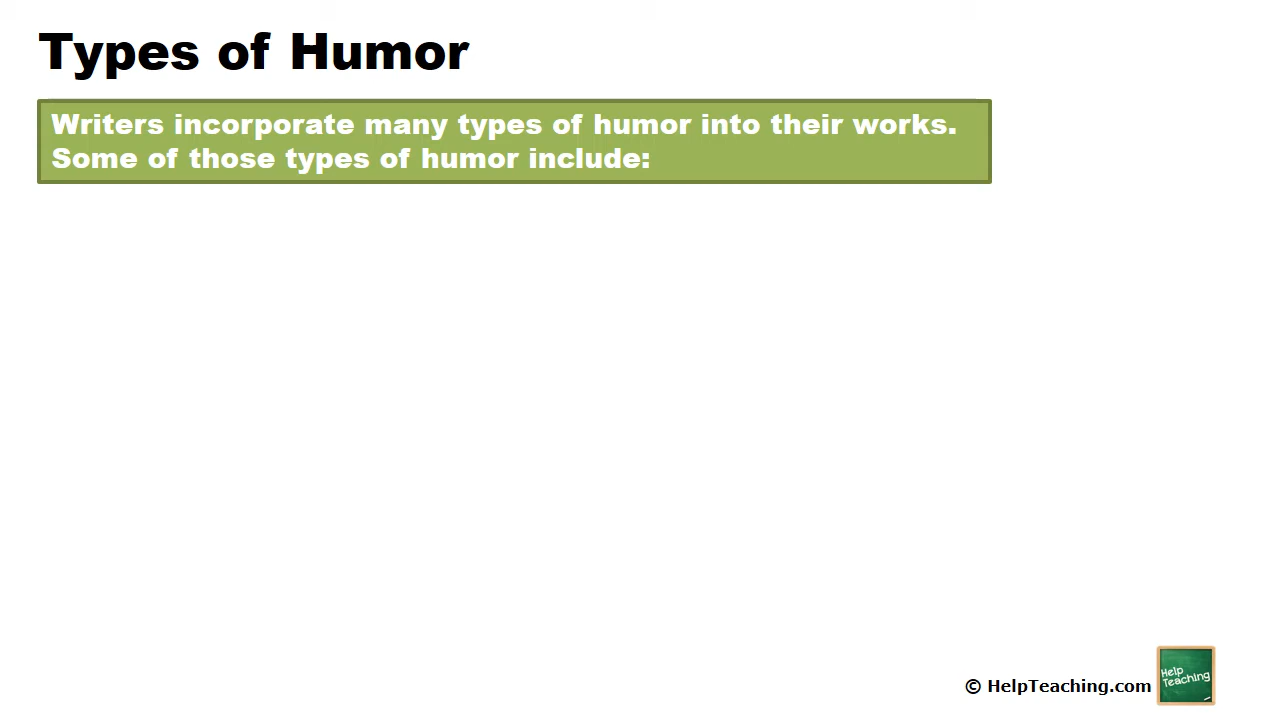 Types of Humor
Writers incorporate many types of humor into their works.
Some of those types of humor include:
© HelpTeaching.com
Help
Teaching